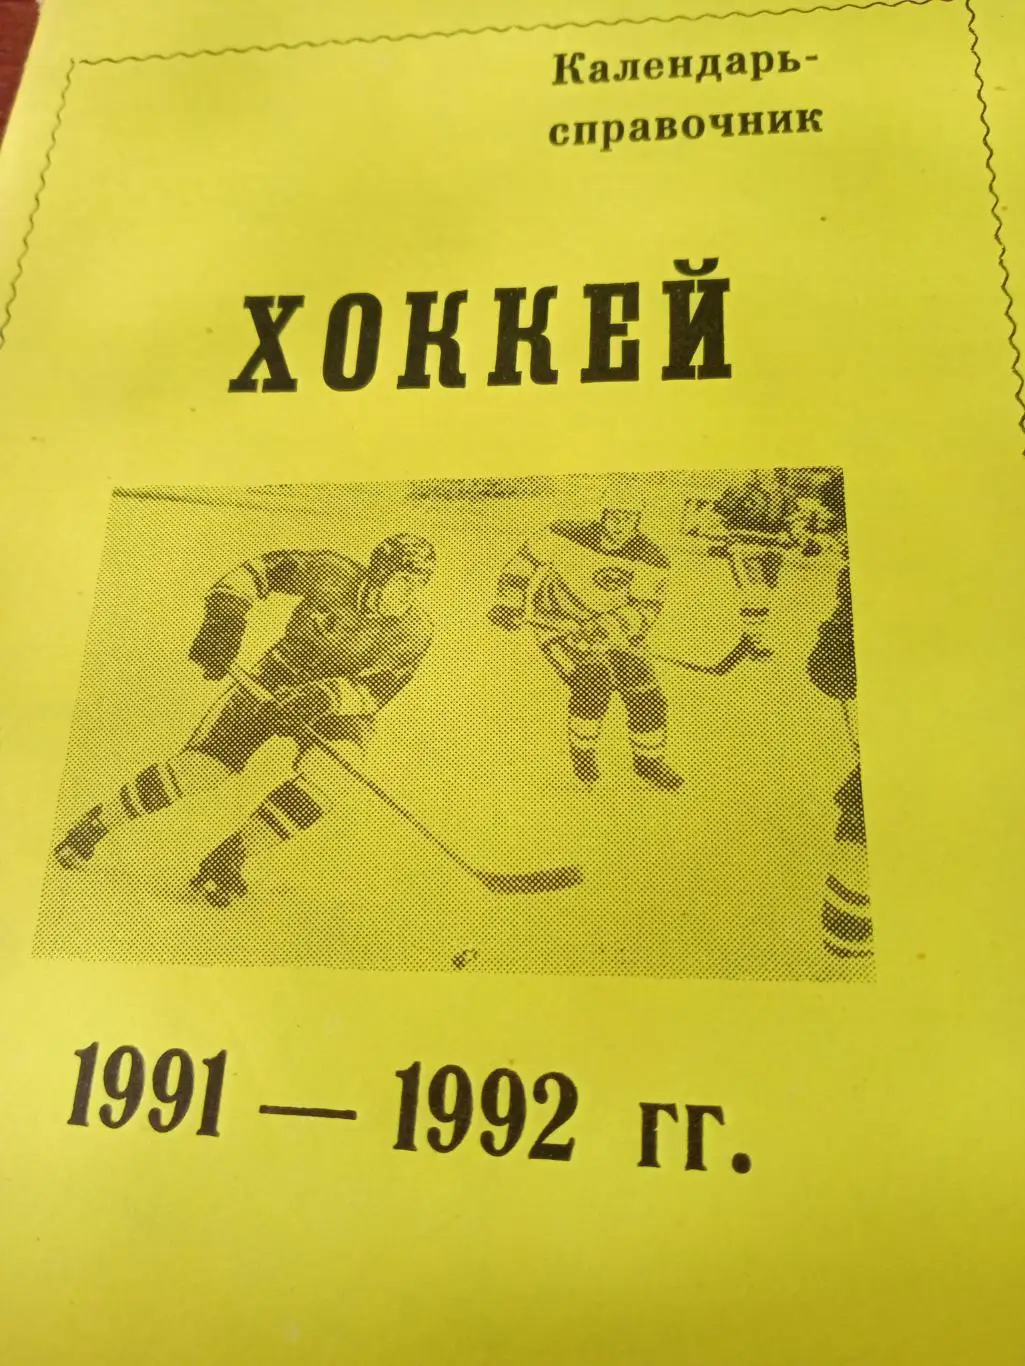 Календарь-
справочник
ХОККЕЙ
1991 — 1992 гг.